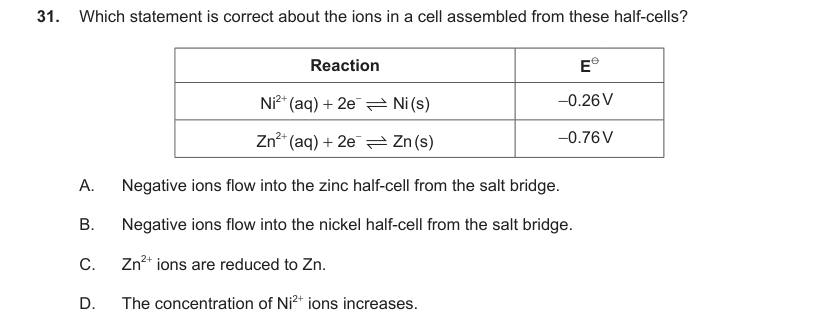 31. Which statement is correct about the ions in a cell assembled from these half-cells?
Reaction E⊖
Ni²⁺(aq) + 2e⁻ ⇌ Ni(s) −0.26 V
Zn²⁺(aq) + 2e⁻ ⇌ Zn(s) −0.76 V
A. Negative ions flow into the zinc half-cell from the salt bridge.
B. Negative ions flow into the nickel half-cell from the salt bridge.
C. Zn²⁺ ions are reduced to Zn.
D. The concentration of Ni²⁺ ions increases.